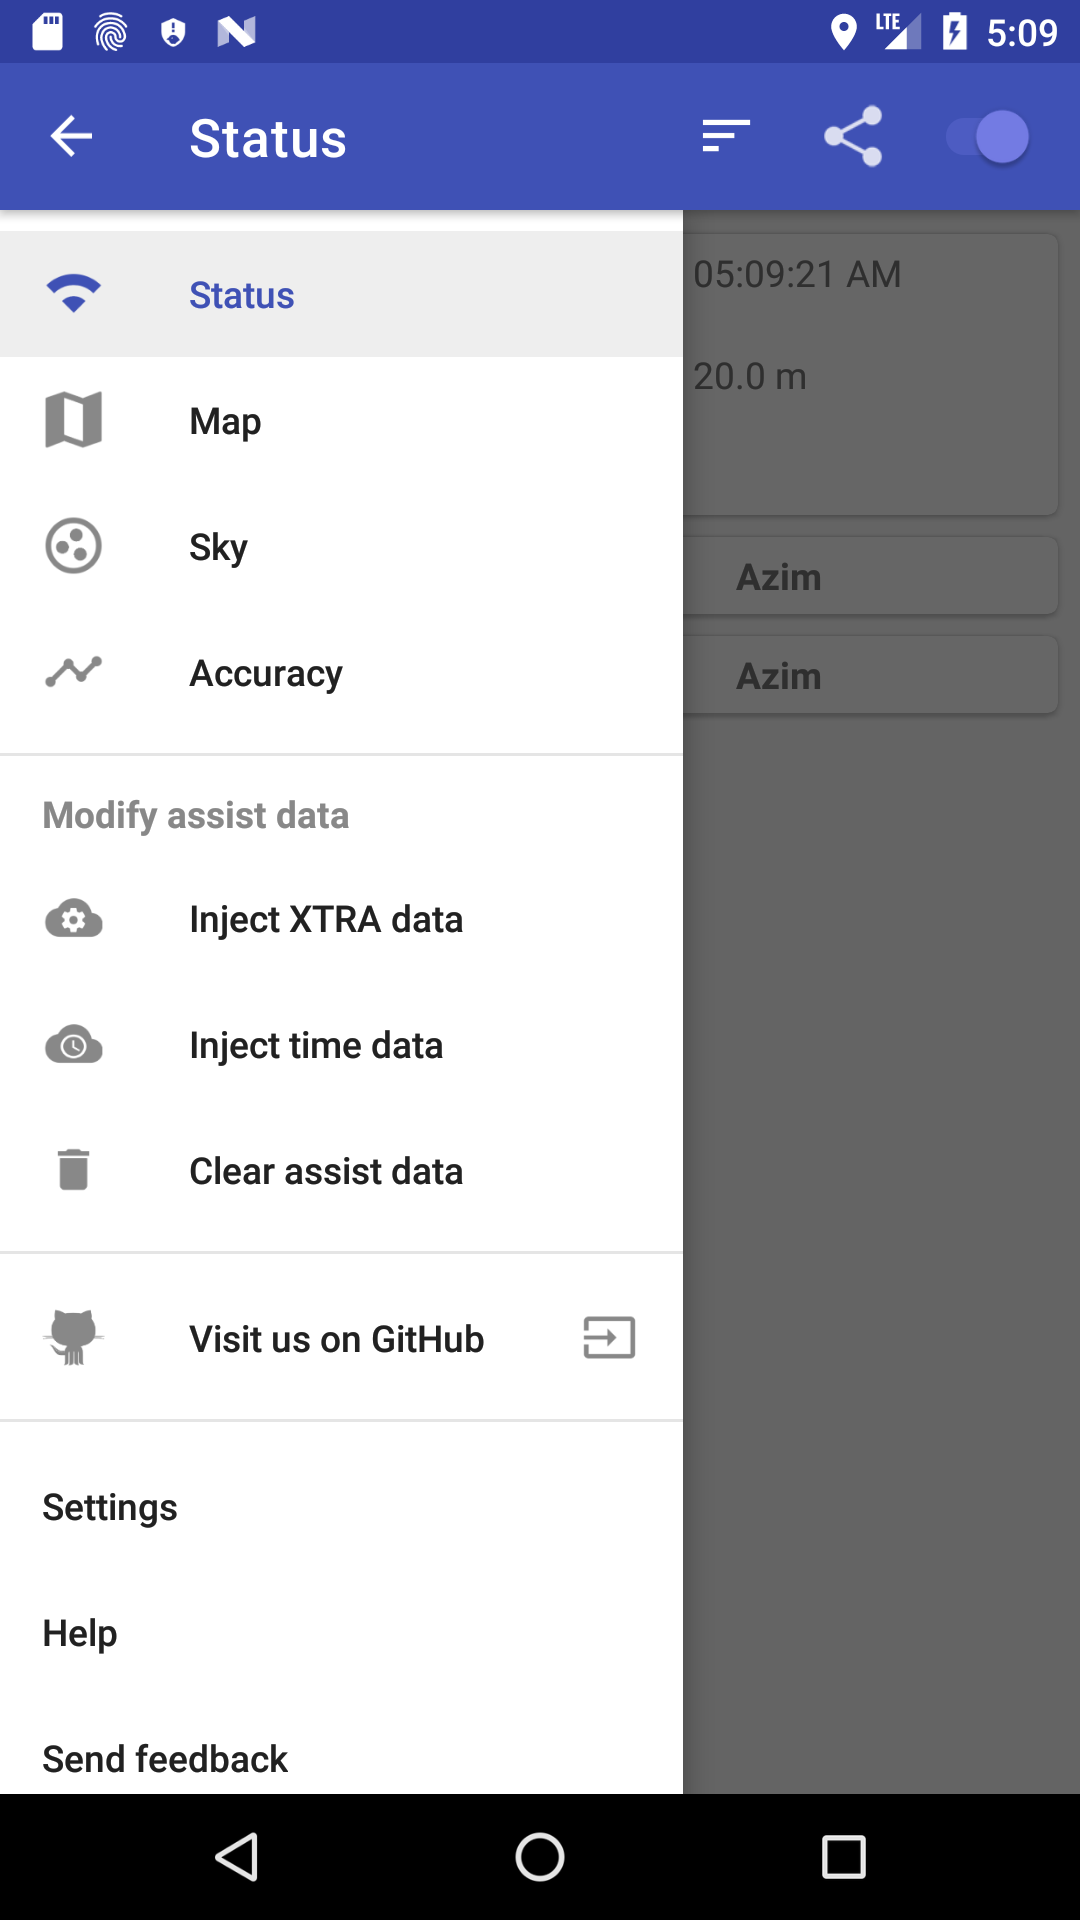 LTE 5:09
Status
05:09:21 AM
20.0 m
Azim
Azim
Status
Map
Sky
Accuracy
Modify assist data
Inject XTRA data
Inject time data
Clear assist data
Visit us on GitHub
Settings
Help
Send feedback